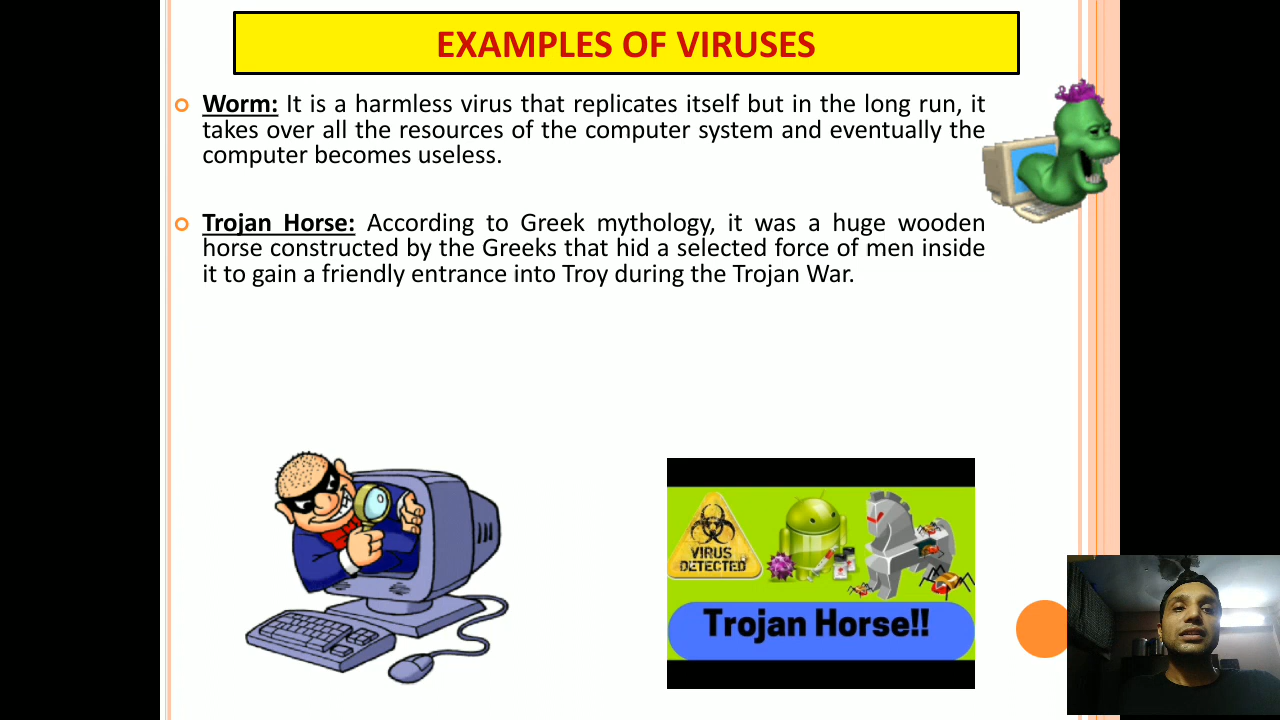 EXAMPLES OF VIRUSES
Worm: It is a harmless virus that replicates itself but in the long run, it
takes over all the resources of the computer system and eventually the
computer becomes useless.
Trojan Horse: According to Greek mythology, it was a huge wooden
horse constructed by the Greeks that hid a selected force of men inside
it to gain a friendly entrance into Troy during the Trojan War.
VIRUS
DETECTED
Trojan Horse!!